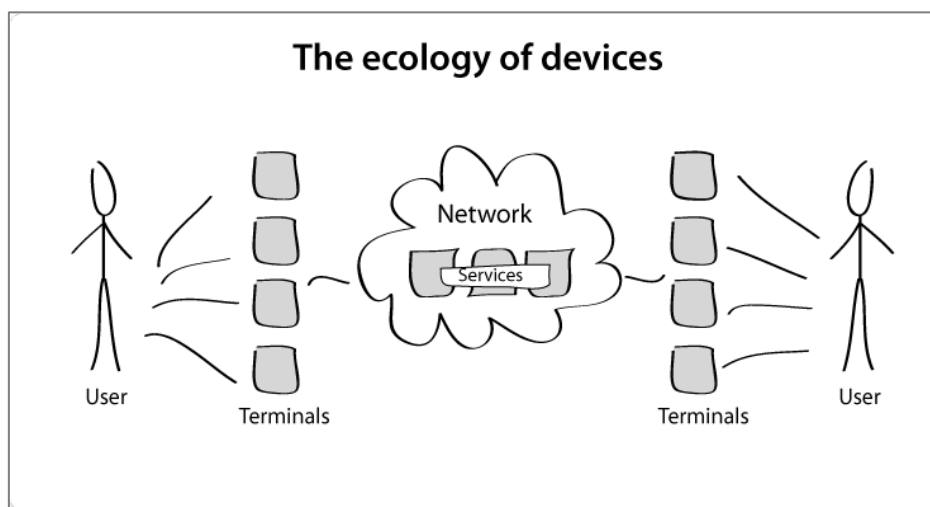 The ecology of devices
Network
Services
User
Terminals
Terminals
User